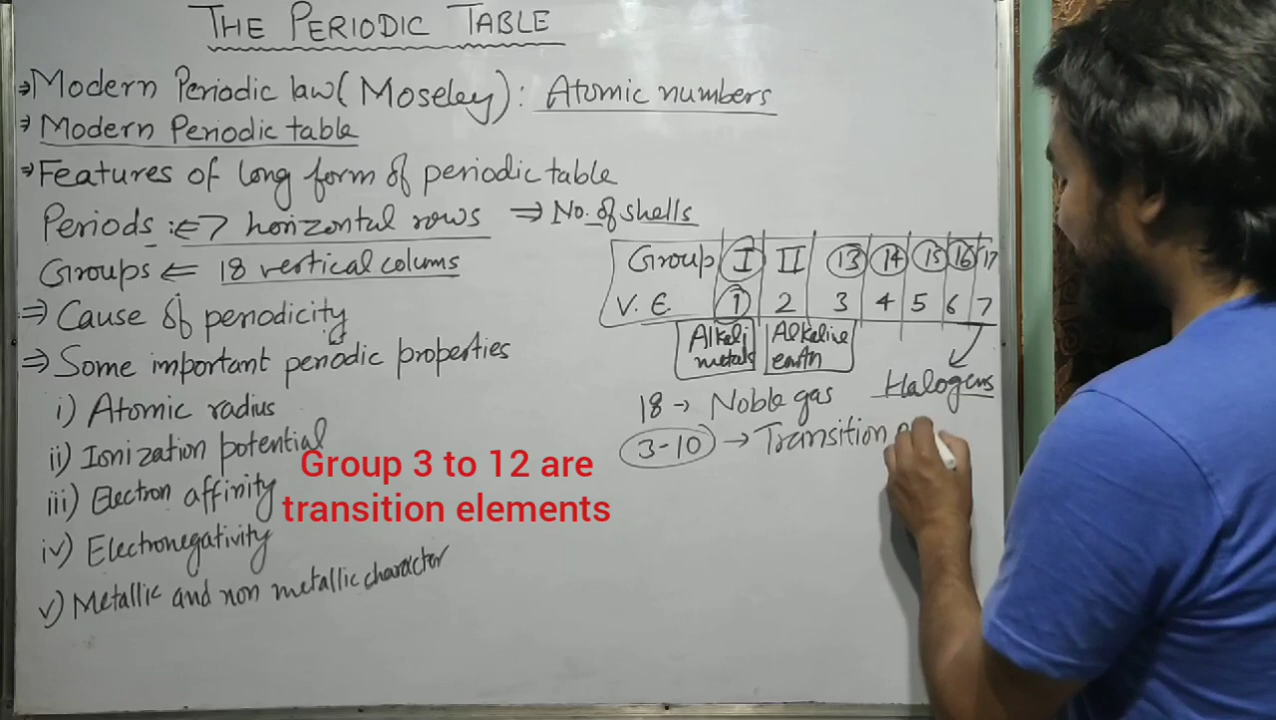 THE PERIODIC TABLE
⇒ Modern Periodic law (Moseley): Atomic numbers
⇒ Modern Periodic table
⇒ Features of long form of periodic table
Periods :⇐ 7 horizontal rows ⇒ No. of shells
Groups ⇐ 18 vertical colums
⇒ Cause of periodicity
⇒ Some important periodic properties
i) Atomic radius
ii) Ionization potential
iii) Electron affinity
iv) Electronegativity
v) Metallic and non metallic character
Group I II 13 14 15 16 17
V. E. 1 2 3 4 5 6 7
Alkeli metals
Alkaline earth
Halogens
18 → Noble gas
3-10 → Transition
Group 3 to 12 are
transition elements